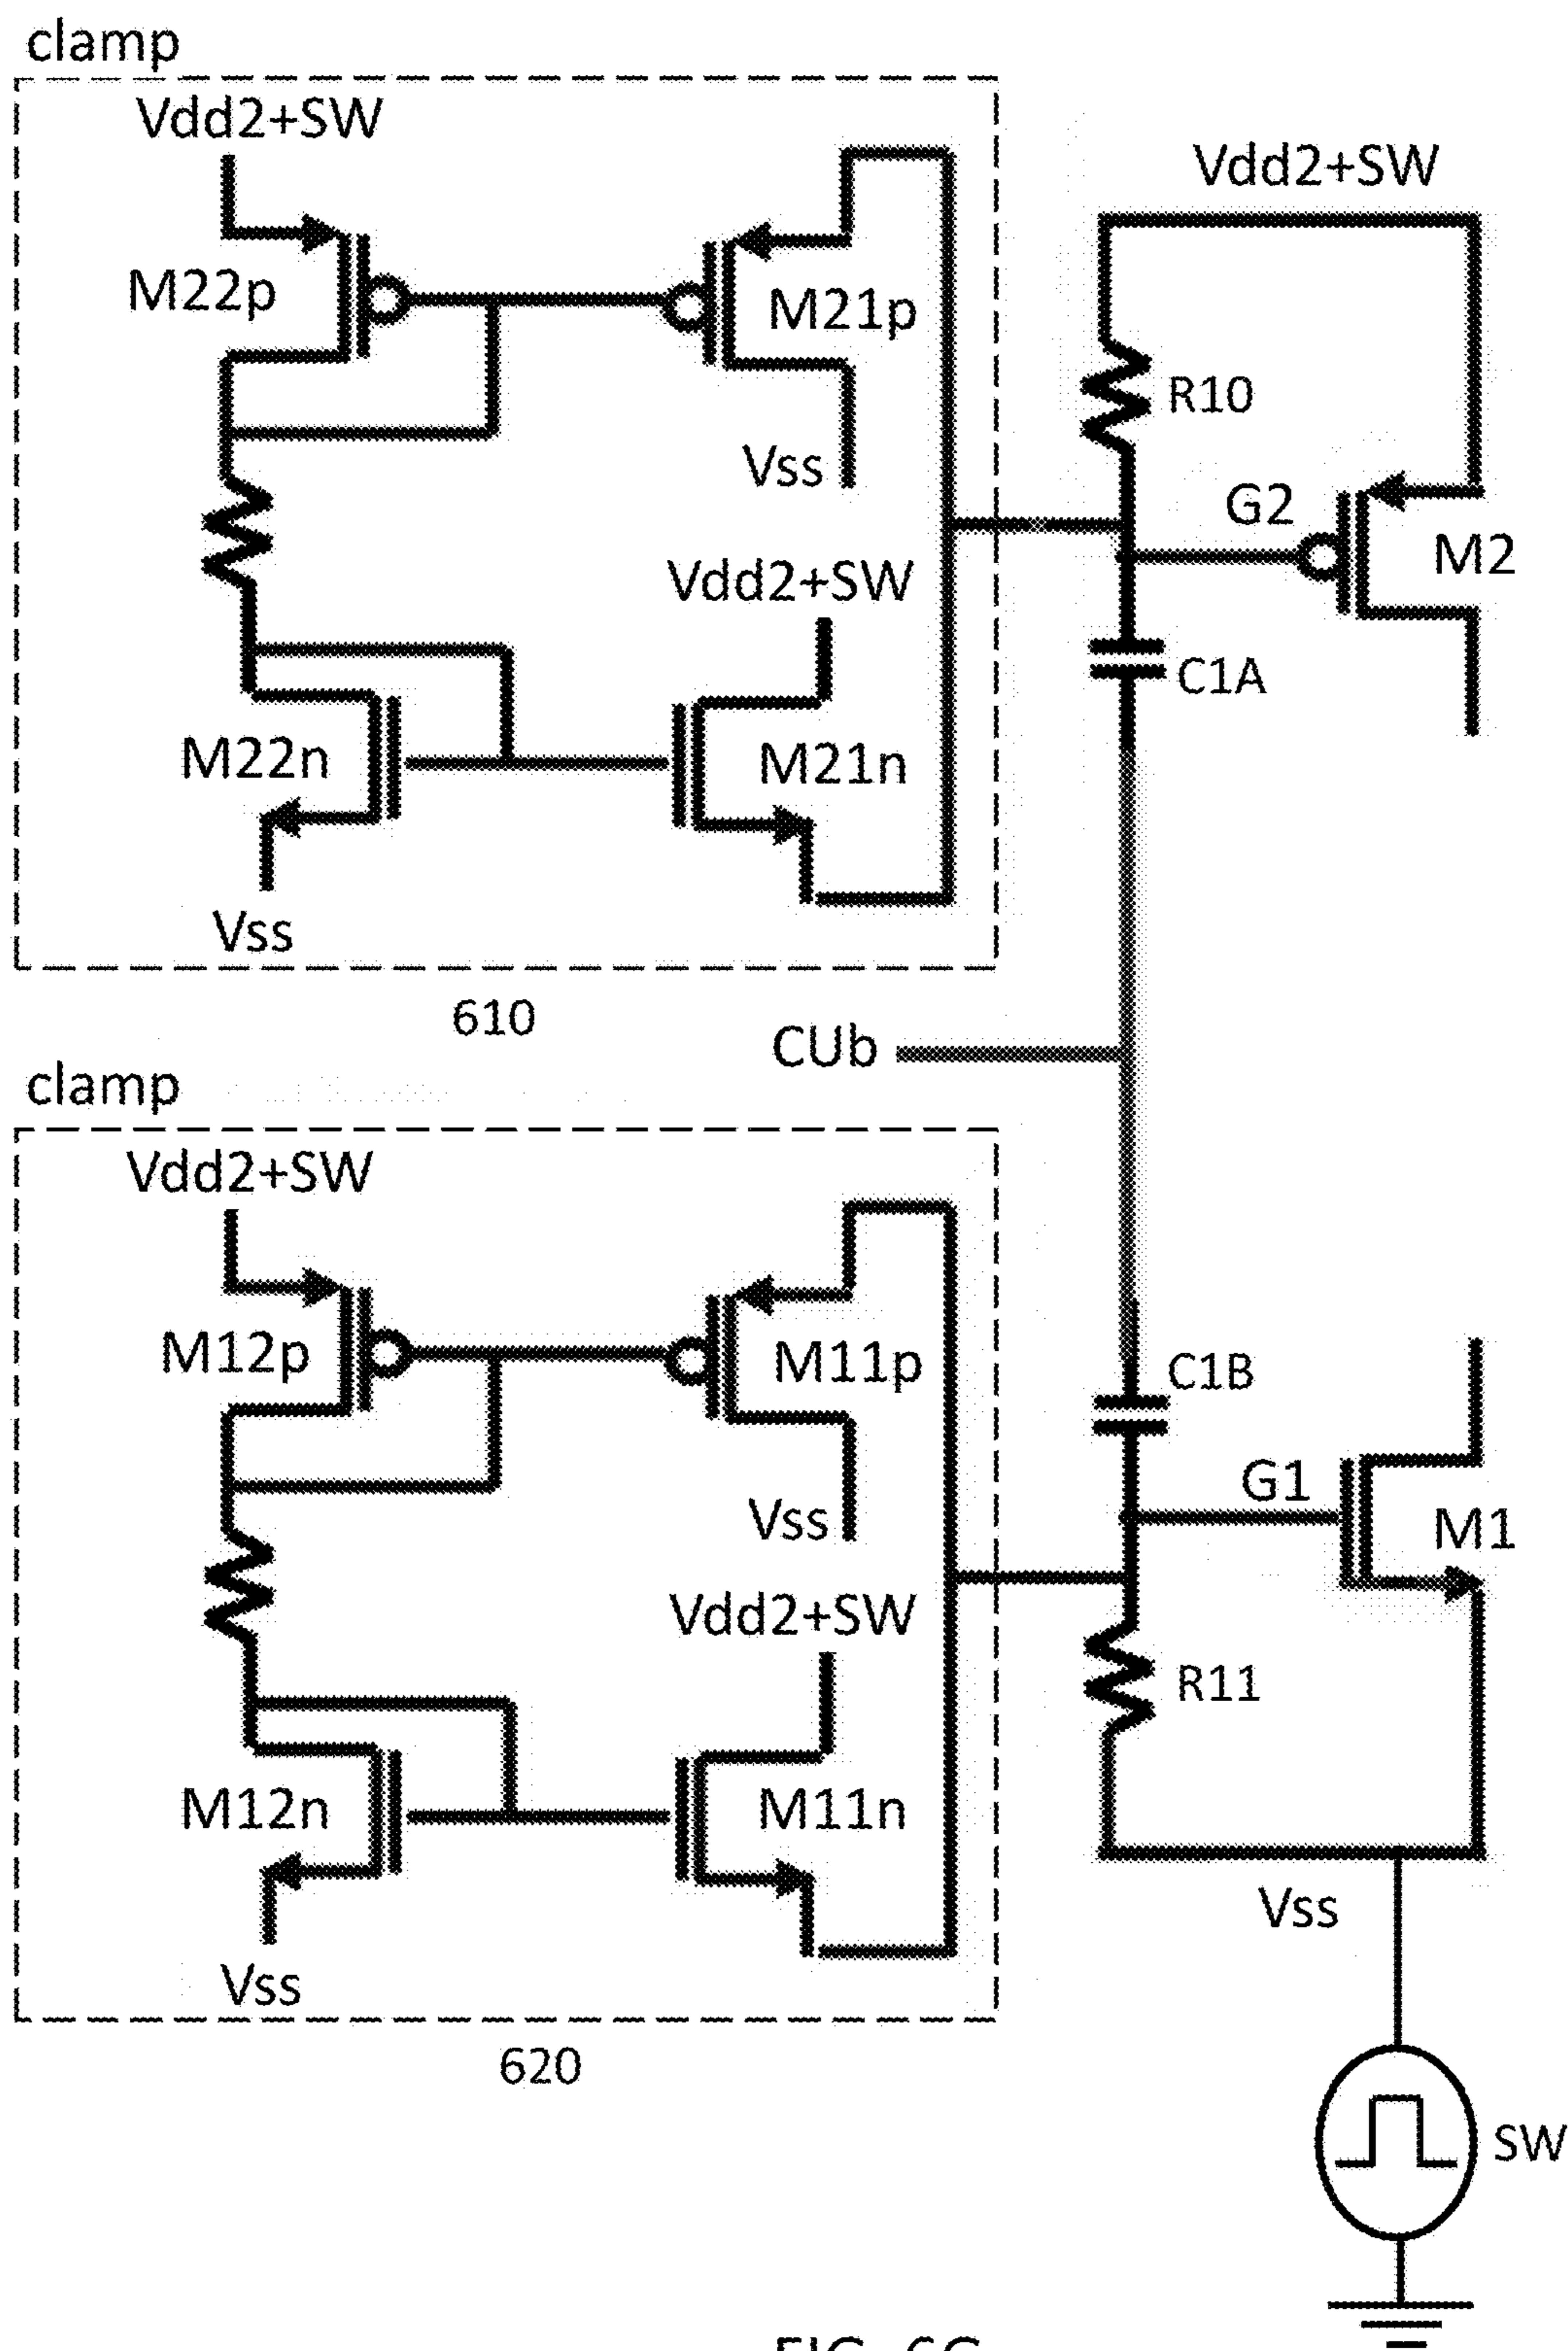 clamp
Vdd2+SW
Vdd2+SW
M22p
M21p
R10
Vss
G2
M2
Vdd2+SW
C1A
M22n
M21n
Vss
610
CUb
clamp
Vdd2+SW
M12p
M11p
C1B
G1
Vss
M1
Vdd2+SW
R11
M12n
M11n
Vss
Vss
620
SW